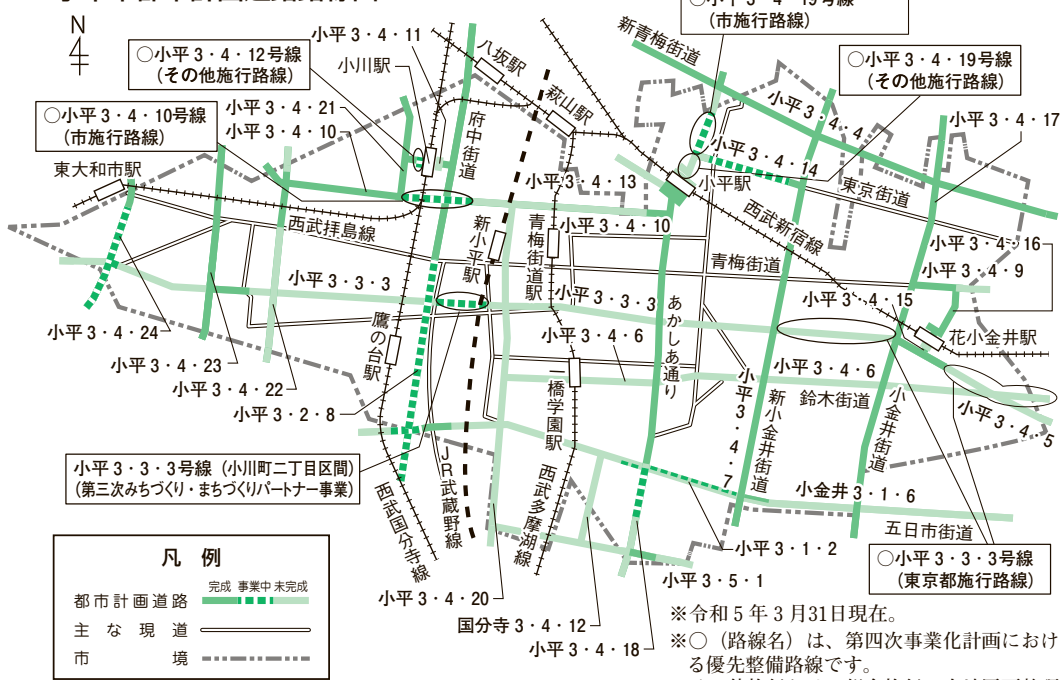 N
小平3・4・11
小川駅
八坂駅
萩山駅
新青梅街道
(市施行路線)
○小平3・4・12号線
(その他施行路線)
○小平3・4・19号線
(その他施行路線)
○小平3・4・10号線
(市施行路線)
小平3・4・21
小平3・4・10
府中街道
小平3・4・4
小平3・4・17
東大和市駅
小平3・4・14
小平3・4・13
小平駅
東京街道
西武拝島線
新小平駅
青梅街道駅
小平3・4・10
西武新宿線
青梅街道
小平3・4・16
小平3・4・9
小平3・3・3
小平3・3・3
小平3・4・15
あかしあ通り
小平3・4・24
鷹の台駅
小平3・4・6
花小金井駅
小平3・4・23
小平3・4・22
小平3・2・8
一橋学園駅
小平3・4・7
新小金井街道
小平3・4・6
鈴木街道
小金井街道
小平3・4・5
小平3・3・3号線(小川町二丁目区間)
(第三次みちづくり・まちづくりパートナー事業)
西武国分寺線
JR武蔵野線
西武多摩湖線
小金井3・1・6
五日市街道
小平3・1・2
小平3・5・1
○小平3・3・3号線
(東京都施行路線)
小平3・4・20
国分寺3・4・12
小平3・4・18
凡例
完成 事業中 未完成
都市計画道路
主な現道
市境
※令和5年3月31日現在。
※○(路線名)は、第四次事業化計画におけ
る優先整備路線です。